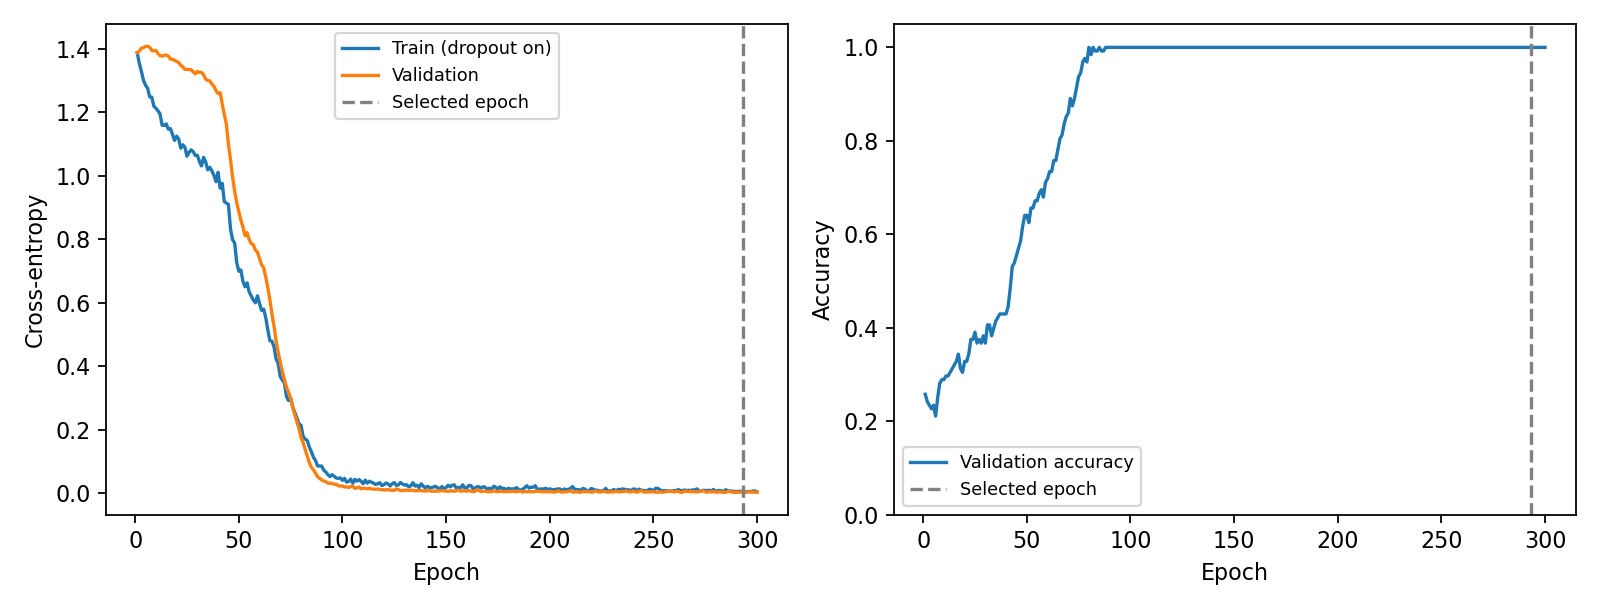 Cross-entropy
1.4
1.2
1.0
0.8
0.6
0.4
0.2
0.0
Train (dropout on)
Validation
Selected epoch
0 50 100 150 200 250 300
Epoch
Accuracy
1.0
0.8
0.6
0.4
0.2
0.0
Validation accuracy
Selected epoch
0 50 100 150 200 250 300
Epoch